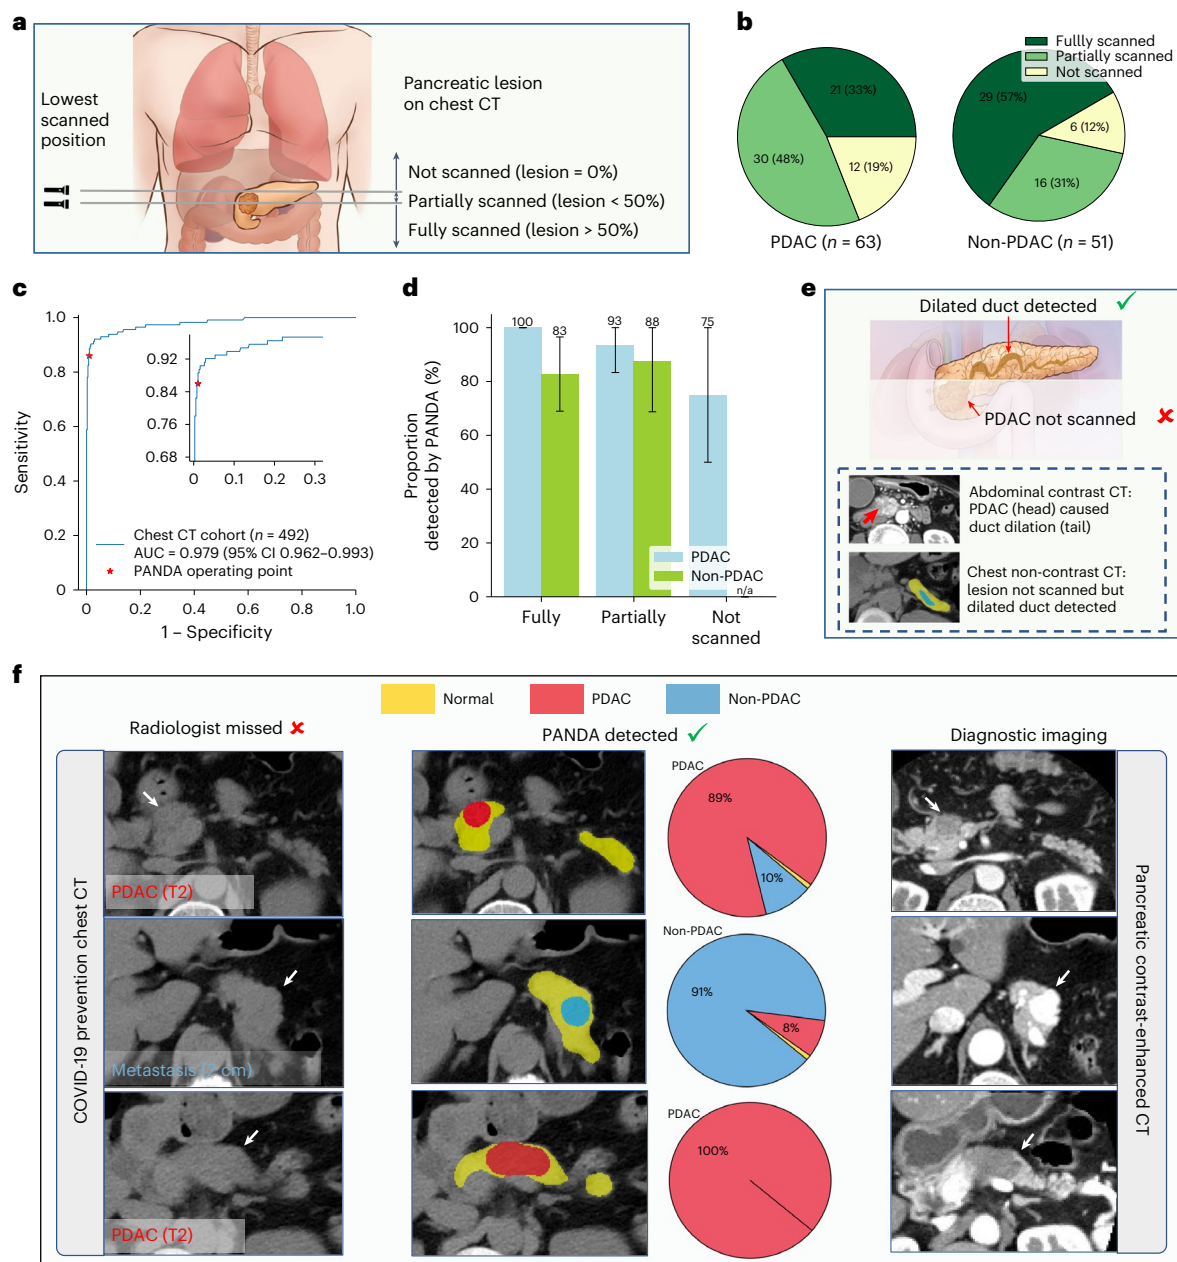 a
Lowest
scanned
position
Pancreatic lesion
on chest CT
Not scanned (lesion = 0%)
Partially scanned (lesion < 50%)
Fully scanned (lesion > 50%)
b
Fullly scanned
Partially scanned
Not scanned
21 (33%)
30 (48%)
12 (19%)
PDAC (n = 63)
29 (57%)
6 (12%)
16 (31%)
Non-PDAC (n = 51)
c
Sensitivity
1.0
0.8
0.6
0.4
0.2
0
0.92
0.84
0.76
0.68
0
0.1
0.2
0.3
Chest CT cohort (n = 492)
AUC = 0.979 (95% CI 0.962–0.993)
PANDA operating point
0
0.2
0.4
0.6
0.8
1.0
1 – Specificity
d
Proportion
detected by PANDA (%)
100
80
60
40
20
0
100
83
93
88
75
n/a
PDAC
Non-PDAC
Fully
Partially
Not
scanned
e
Dilated duct detected
PDAC not scanned
Abdominal contrast CT:
PDAC (head) caused
duct dilation (tail)
Chest non-contrast CT:
lesion not scanned but
dilated duct detected
f
Normal
PDAC
Non-PDAC
Radiologist missed
PANDA detected
Diagnostic imaging
COVID-19 prevention chest CT
PDAC (T2)
PDAC
89%
10%
Metastasis (2 cm)
Non-PDAC
91%
8%
PDAC (T2)
PDAC
100%
Pancreatic contrast-enhanced CT